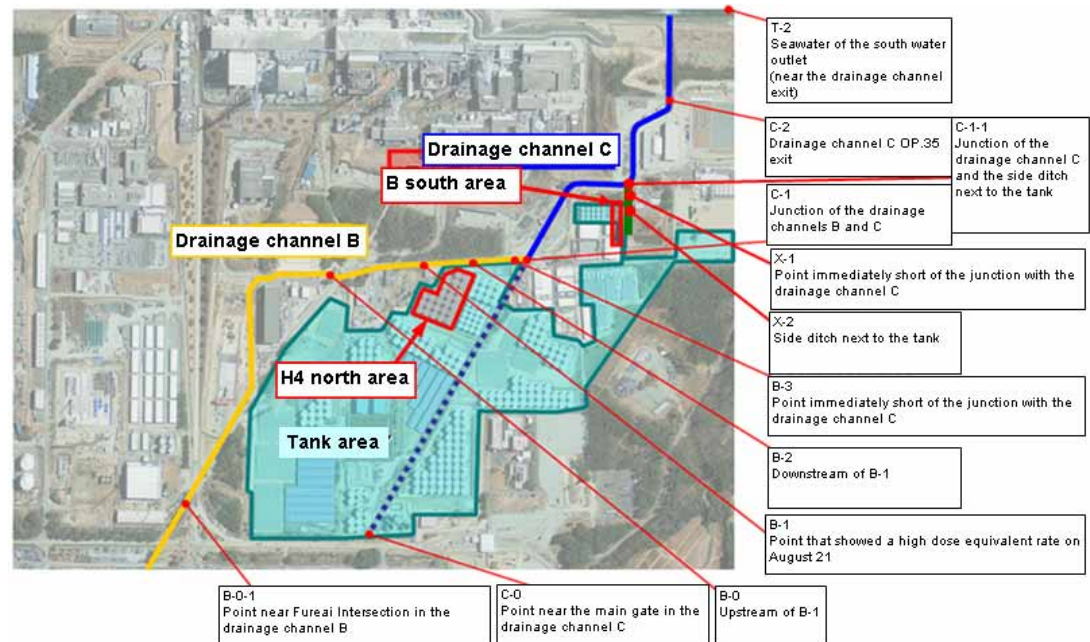 T-2
Seawater of the south water
outlet
(near the drainage channel
exit)
C-2
Drainage channel C OP.35
exit
C-1-1
Junction of the
drainage channel C
and the side ditch
next to the tank
C-1
Junction of the drainage
channels B and C
X-1
Point immediately short of the junction with the
drainage channel C
X-2
Side ditch next to the tank
B-3
Point immediately short of the junction with the
drainage channel C
B-2
Downstream of B-1
B-1
Point that showed a high dose equivalent rate on
August 21
Drainage channel C
B south area
Drainage channel B
H4 north area
Tank area
B-0-1
Point near Fureai Intersection in the
drainage channel B
C-0
Point near the main gate in the
drainage channel C
B-0
Upstream of B-1